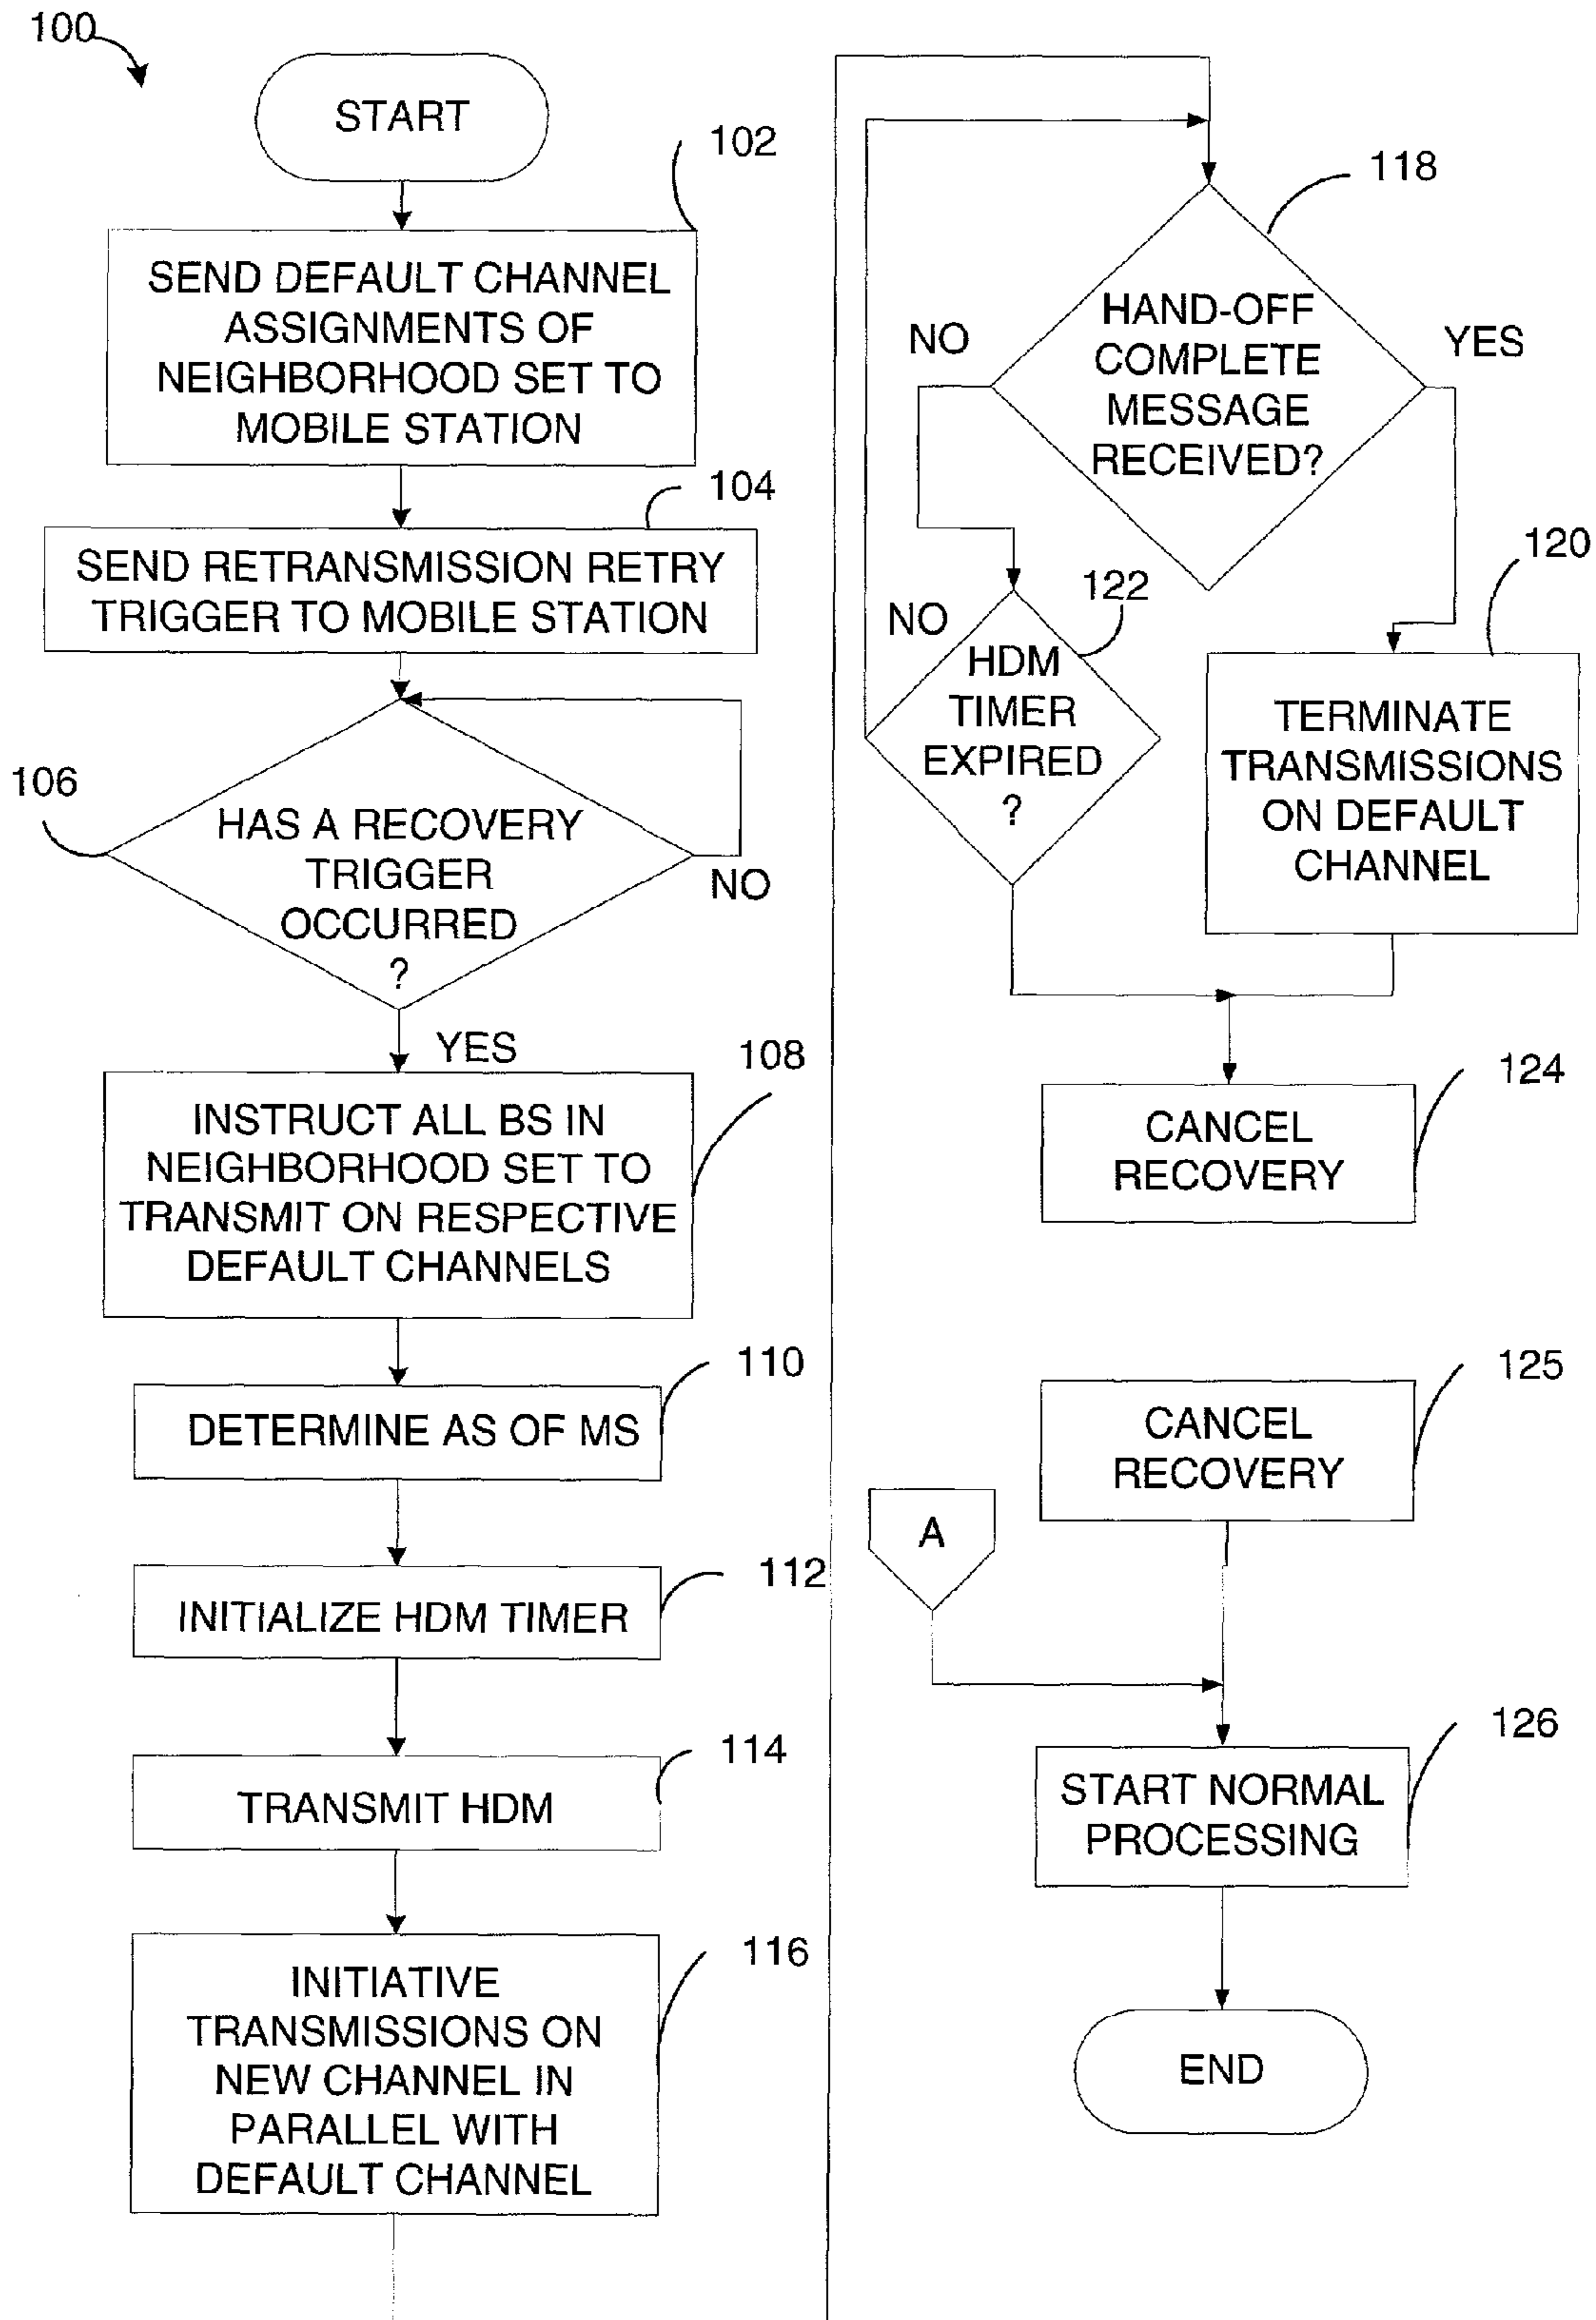 100
START
102
SEND DEFAULT CHANNEL
ASSIGNMENTS OF
NEIGHBORHOOD SET TO
MOBILE STATION
104
SEND RETRANSMISSION RETRY
TRIGGER TO MOBILE STATION
106
HAS A RECOVERY
TRIGGER
OCCURRED
?
NO
YES
108
INSTRUCT ALL BS IN
NEIGHBORHOOD SET TO
TRANSMIT ON RESPECTIVE
DEFAULT CHANNELS
110
DETERMINE AS OF MS
112
INITIALIZE HDM TIMER
114
TRANSMIT HDM
116
INITIATIVE
TRANSMISSIONS ON
NEW CHANNEL IN
PARALLEL WITH
DEFAULT CHANNEL
118
HAND-OFF
COMPLETE
MESSAGE
RECEIVED?
NO
YES
120
TERMINATE
TRANSMISSIONS
ON DEFAULT
CHANNEL
122
NO
HDM
TIMER
EXPIRED
?
124
CANCEL
RECOVERY
125
CANCEL
RECOVERY
A
126
START NORMAL
PROCESSING
END